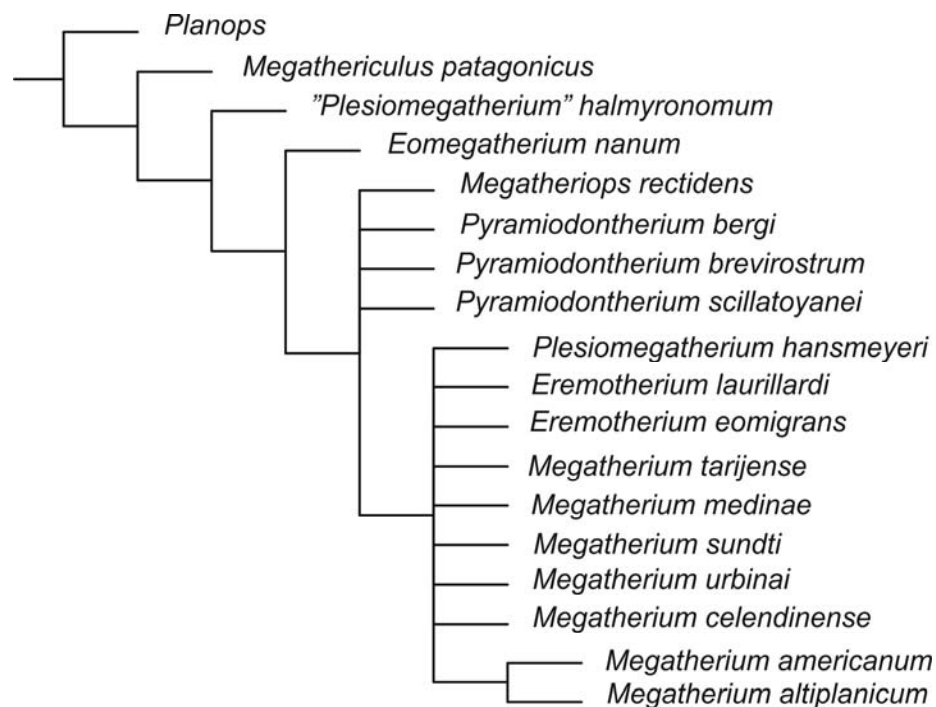 Planops
Megathericulus patagonicus
”Plesiomegatherium” halmyronomum
Eomegatherium nanum
Megatheriops rectidens
Pyramiodontherium bergi
Pyramiodontherium brevirostrum
Pyramiodontherium scillatoyanei
Plesiomegatherium hansmeyeri
Eremotherium laurillardi
Eremotherium eomigrans
Megatherium tarijense
Megatherium medinae
Megatherium sundti
Megatherium urbinai
Megatherium celendinense
Megatherium americanum
Megatherium altiplanicum